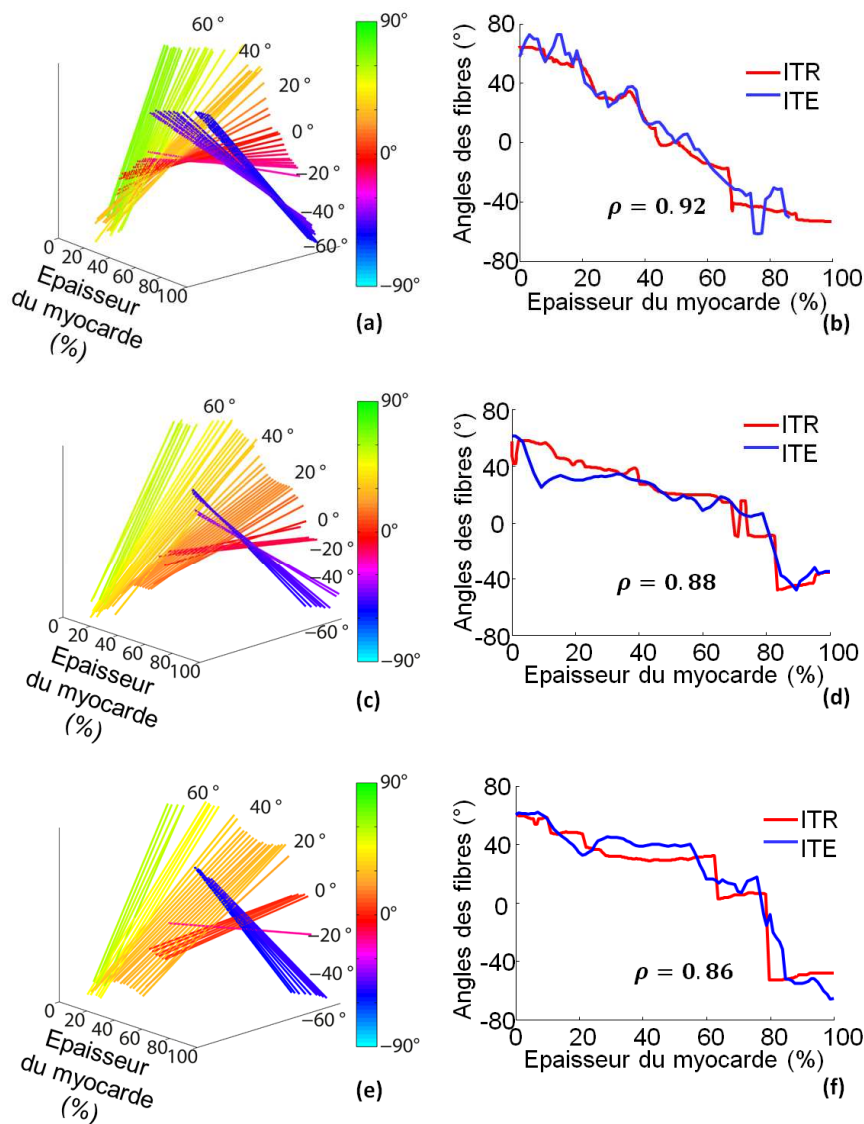 60°
40°
20°
0°
−20°
−40°
−60°
0
20
40
60
80
100
Epaisseur
du myocarde
(%)
90°
0°
−90°
(a)
80
40
0
-40
-80
Angles des fibres (°)
ITR
ITE
ρ = 0.92
0 20 40 60 80 100
Epaisseur du myocarde (%)
(b)
60°
40°
20°
0°
−20°
−40°
−60°
0
20
40
60
80
100
Epaisseur
du myocarde
(%)
90°
0°
−90°
(c)
80
40
0
-40
-80
Angles des fibres (°)
ITR
ITE
ρ = 0.88
0 20 40 60 80 100
Epaisseur du myocarde (%)
(d)
60°
40°
20°
0°
−20°
−40°
−60°
0
20
40
60
80
100
Epaisseur
du myocarde
(%)
90°
0°
−90°
(e)
80
40
0
-40
-80
Angles des fibres (°)
ITR
ITE
ρ = 0.86
0 20 40 60 80 100
Epaisseur du myocarde (%)
(f)